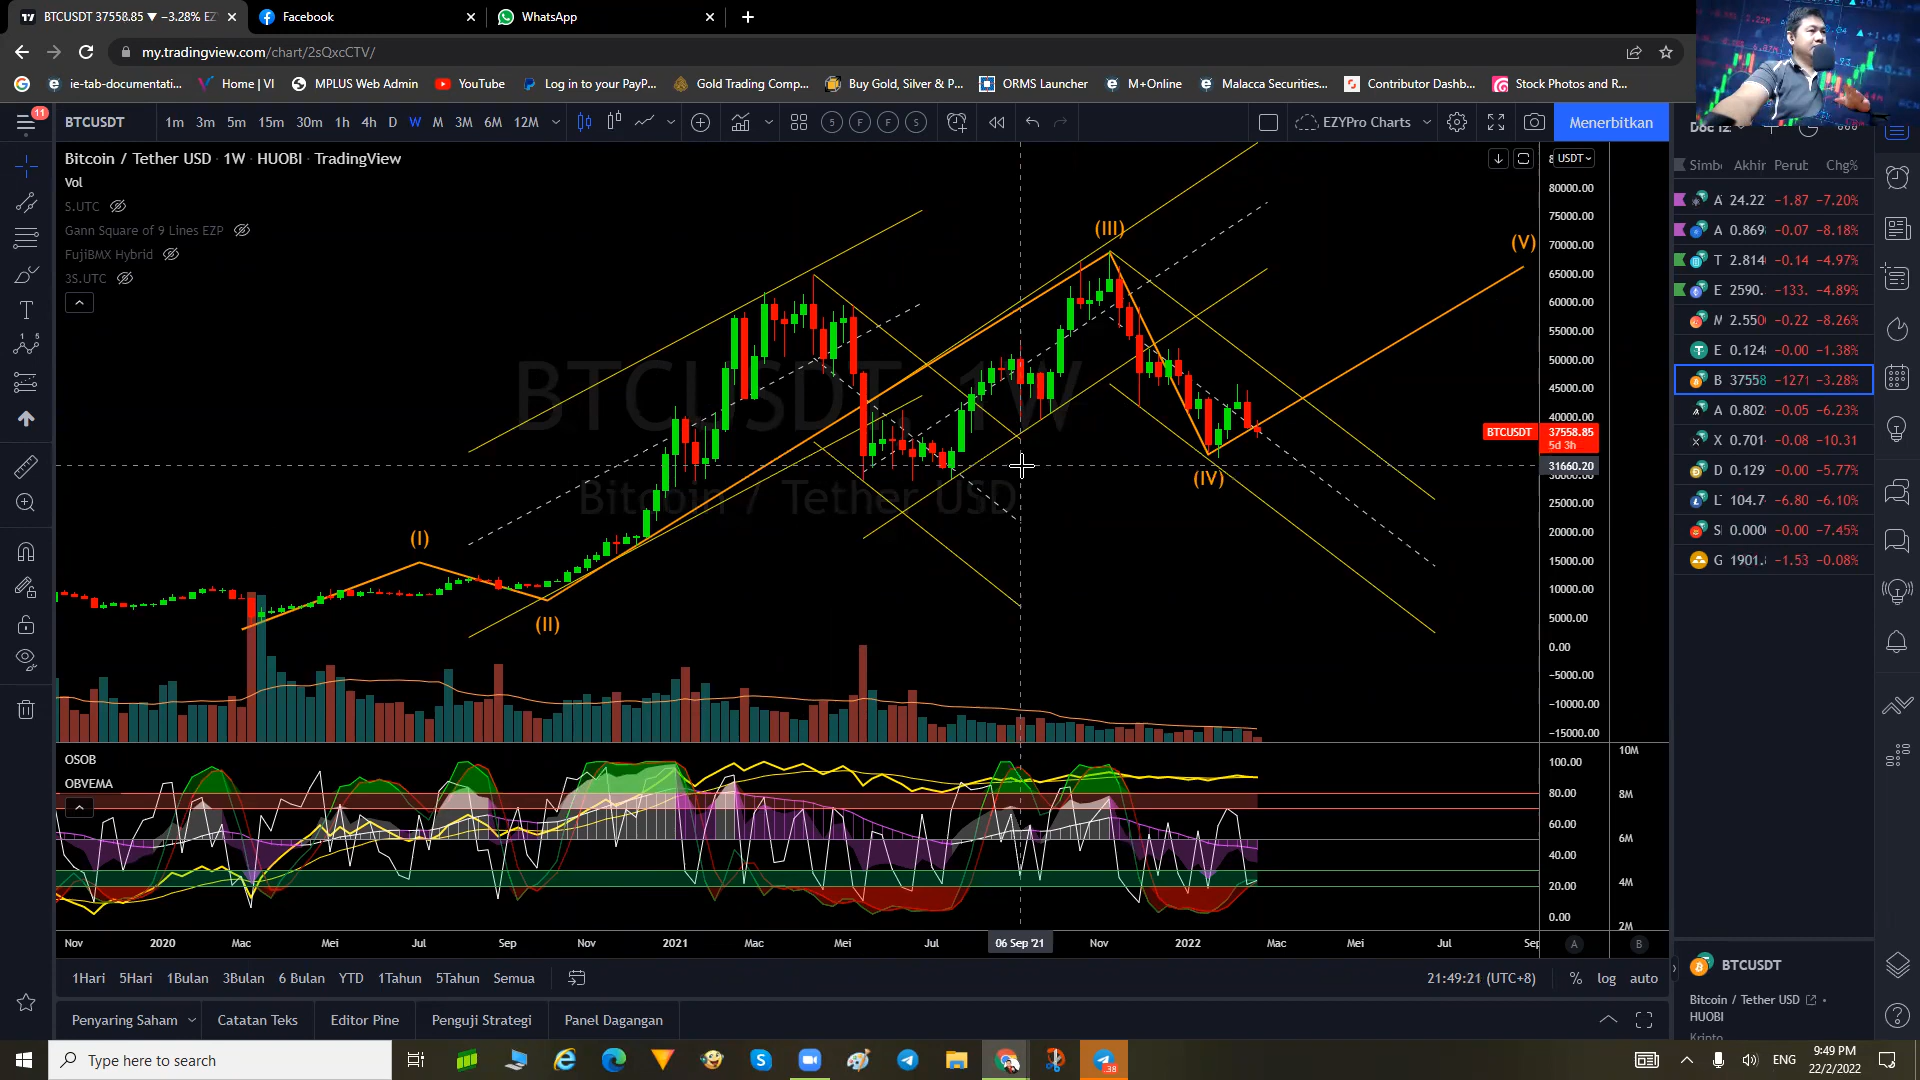 BTCUSDT 37558.85 ▼ −3.28% EZ
Facebook
WhatsApp
my.tradingview.com/chart/2sQxcCTV/
ie-tab-documentati...
Home | VI
MPLUS Web Admin
YouTube
Log in to your PayP...
Gold Trading Comp...
Buy Gold, Silver & P...
ORMS Launcher
M+Online
Malacca Securities...
Contributor Dashb...
Stock Photos and R...
11
BTCUSDT 1m 3m 5m 15m 30m 1h 4h D W M 3M 6M 12M
5 F F S
EZYPro Charts
Menerbitkan
Bitcoin / Tether USD · 1W · HUOBI · TradingView
Vol
S.UTC
Gann Square of 9 Lines EZP
FujiBMX Hybrid
3S.UTC
BTCUSDT 1W
Bitcoin / Tether USD
(I)
(II)
(III)
(IV)
(V)
USDT
80000.00
75000.00
70000.00
65000.00
60000.00
55000.00
50000.00
45000.00
40000.00
BTCUSDT 37558.85
5d 3h
31660.20
30000.00
25000.00
20000.00
15000.00
10000.00
5000.00
0.00
−5000.00
−10000.00
−15000.00
OSOB
OBVEMA
100.00
80.00
60.00
40.00
20.00
0.00
10M
8M
6M
4M
2M
Nov 2020 Mac Mei Jul Sep Nov 2021 Mac Mei Jul 06 Sep '21 Nov 2022 Mac Mei Jul Sep
A B
1Hari 5Hari 1Bulan 3Bulan 6 Bulan YTD 1Tahun 5Tahun Semua
21:49:21 (UTC+8) % log auto
Penyaring Saham Catatan Teks Editor Pine Penguji Strategi Panel Dagangan
Simb Akhir Perub Chg%
A 24.22 −1.87 −7.20%
A 0.869 −0.07 −8.18%
T 2.814 −0.14 −4.97%
E 2590. −133. −4.89%
M 2.550 −0.22 −8.26%
E 0.124 −0.00 −1.38%
B 37558 −1271 −3.28%
A 0.802 −0.05 −6.23%
X 0.701 −0.08 −10.31
D 0.129 −0.00 −5.77%
L 104.7 −6.80 −6.10%
S 0.000 −0.00 −7.45%
G 1901. −1.53 −0.08%
BTCUSDT
Bitcoin / Tether USD
HUOBI
Kripto
Type here to search
38
ENG
9:49 PM
22/2/2022